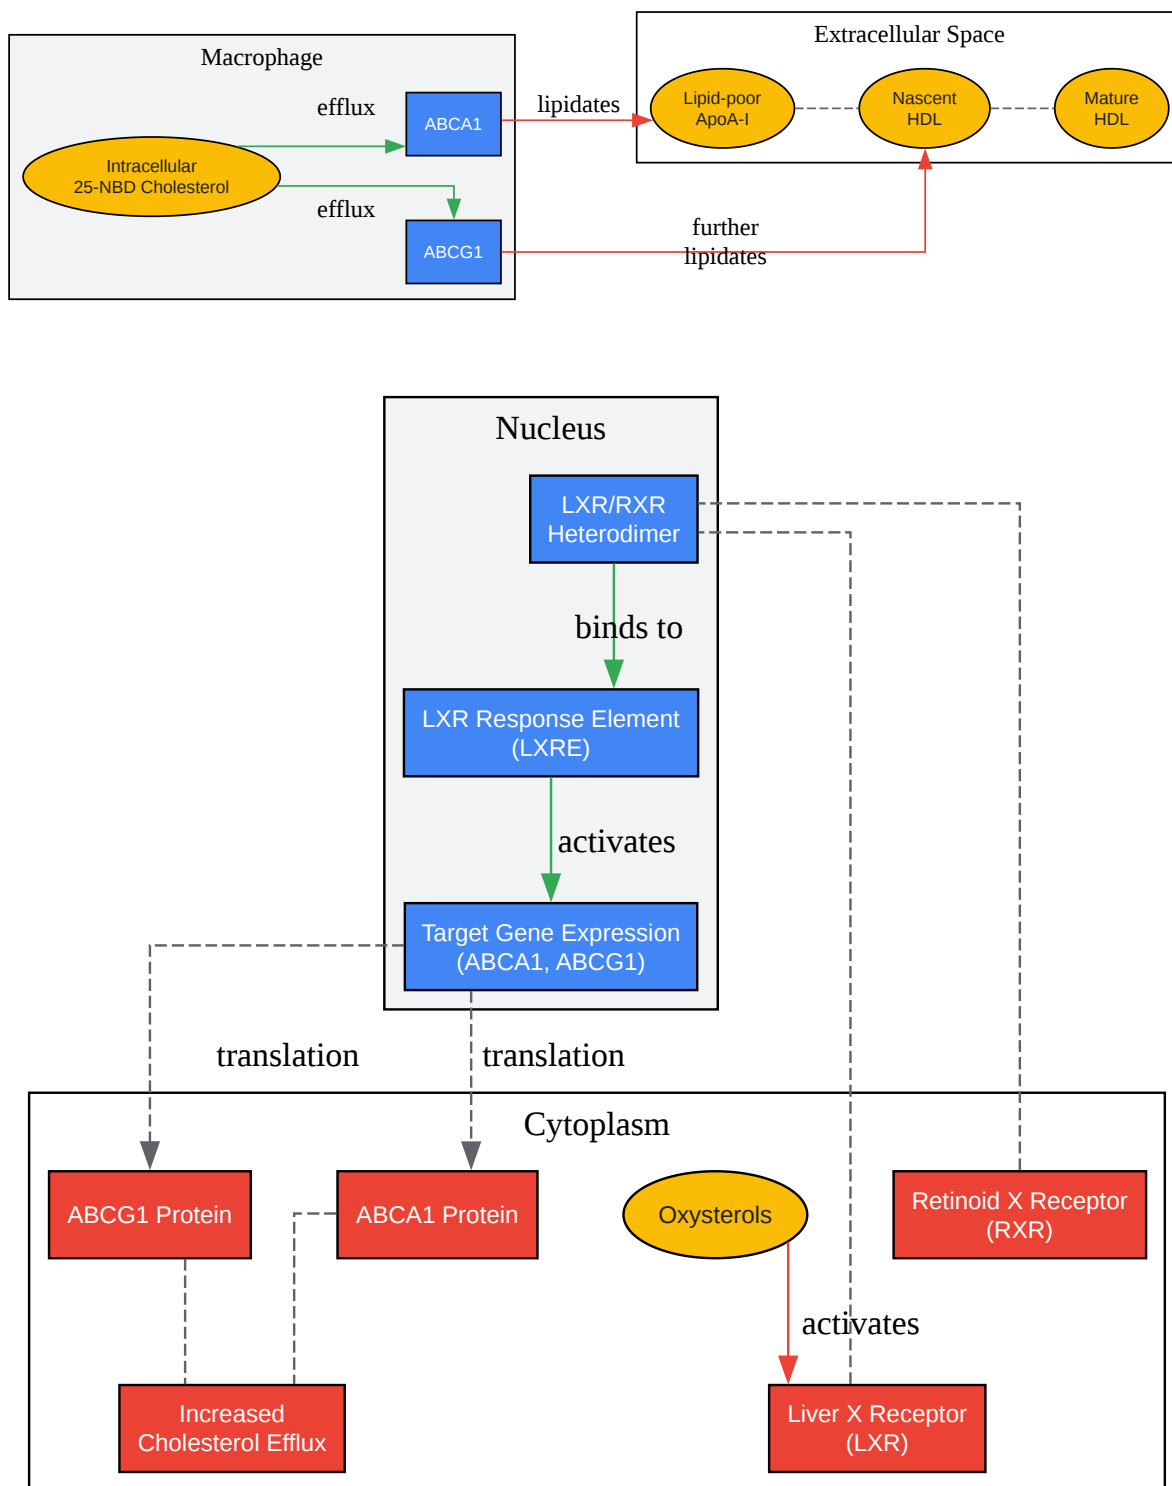 Macrophage
Extracellular Space
efflux
ABCA1
lipidates
Lipid-poor
ApoA-I
Nascent
HDL
Mature
HDL
Intracellular
25-NBD Cholesterol
efflux
ABCG1
further
lipidates
Nucleus
LXR/RXR
Heterodimer
binds to
LXR Response Element
(LXRE)
activates
Target Gene Expression
(ABCA1, ABCG1)
translation
translation
Cytoplasm
ABCG1 Protein
ABCA1 Protein
Oxysterols
Retinoid X Receptor
(RXR)
activates
Increased
Cholesterol Efflux
Liver X Receptor
(LXR)